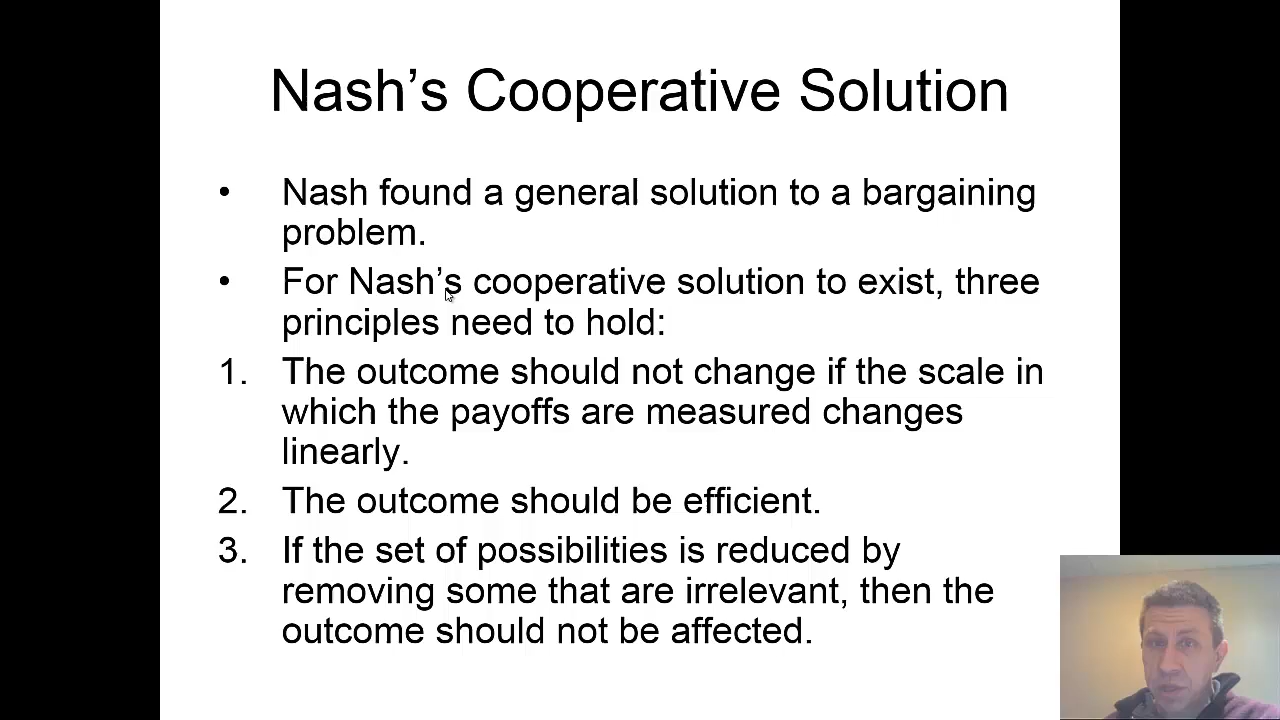 Nash’s Cooperative Solution
• Nash found a general solution to a bargaining
problem.
• For Nash’s cooperative solution to exist, three
principles need to hold:
1. The outcome should not change if the scale in
which the payoffs are measured changes
linearly.
2. The outcome should be efficient.
3. If the set of possibilities is reduced by
removing some that are irrelevant, then the
outcome should not be affected.